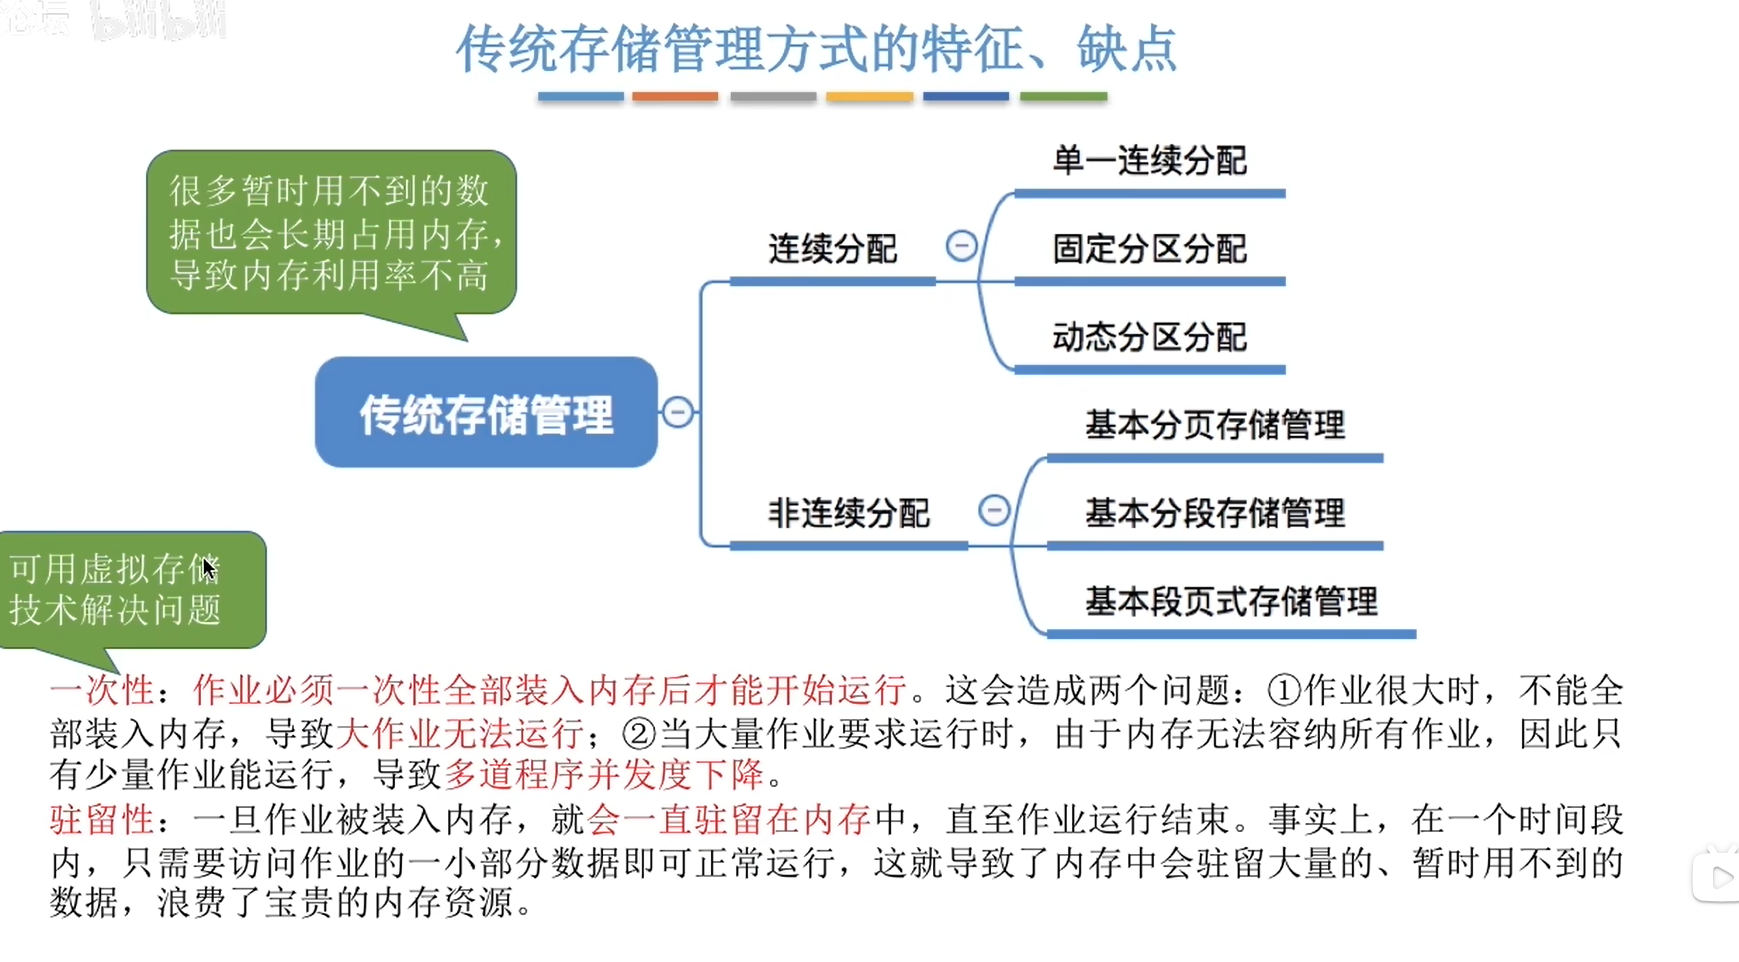 论坛 bilibili
传统存储管理方式的特征、缺点
很多暂时用不到的数
据也会长期占用内存，
导致内存利用率不高
传统存储管理
连续分配
单一连续分配
固定分区分配
动态分区分配
非连续分配
基本分页存储管理
基本分段存储管理
基本段页式存储管理
可用虚拟存储
技术解决问题
一次性：作业必须一次性全部装入内存后才能开始运行。这会造成两个问题：①作业很大时，不能全
部装入内存，导致大作业无法运行；②当大量作业要求运行时，由于内存无法容纳所有作业，因此只
有少量作业能运行，导致多道程序并发度下降。
驻留性：一旦作业被装入内存，就会一直驻留在内存中，直至作业运行结束。事实上，在一个时间段
内，只需要访问作业的一小部分数据即可正常运行，这就导致了内存中会驻留大量的、暂时用不到的
数据，浪费了宝贵的内存资源。